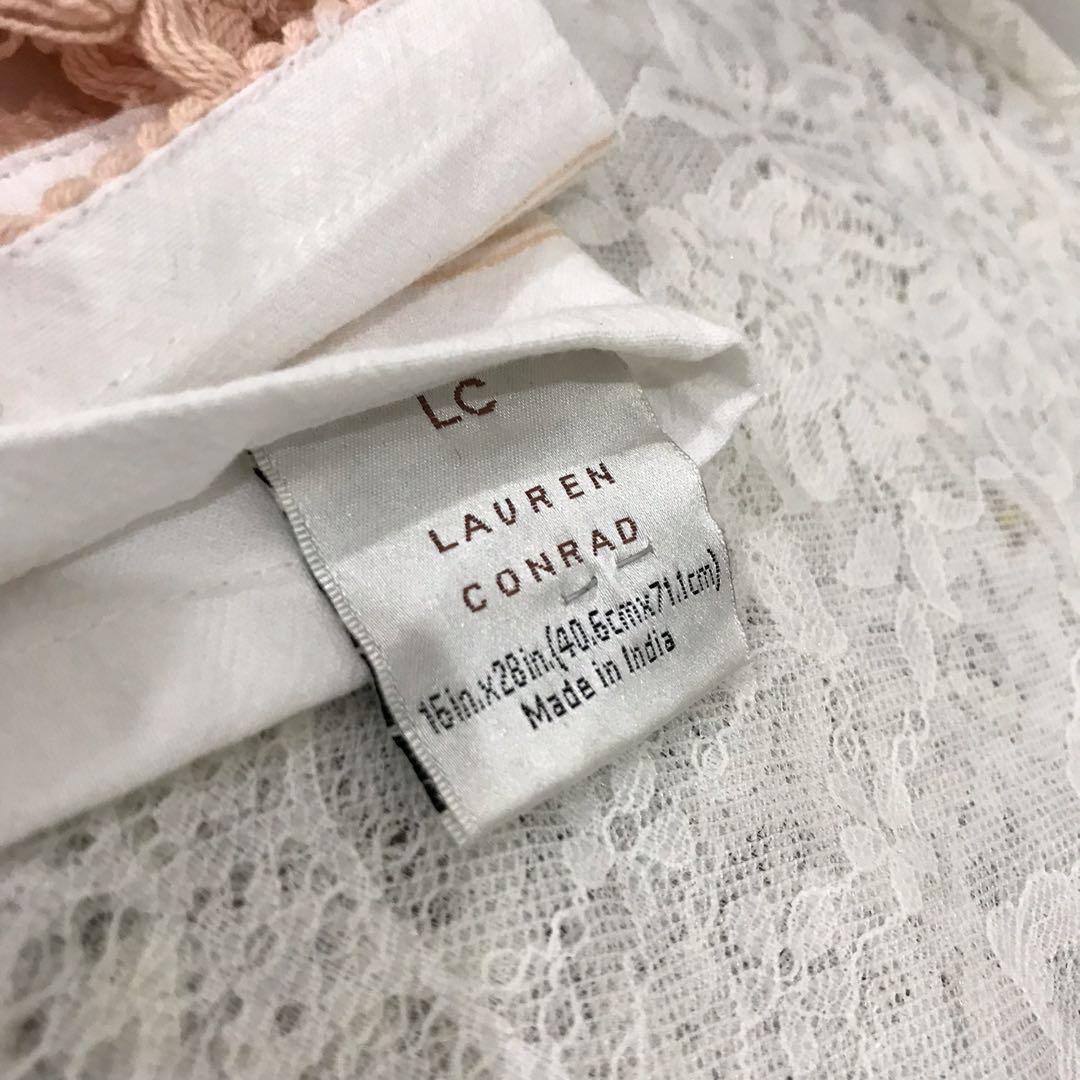 LC
LAUREN
CONRAD
16in.x28in.(40.6cmx71.1cm)
Made in India